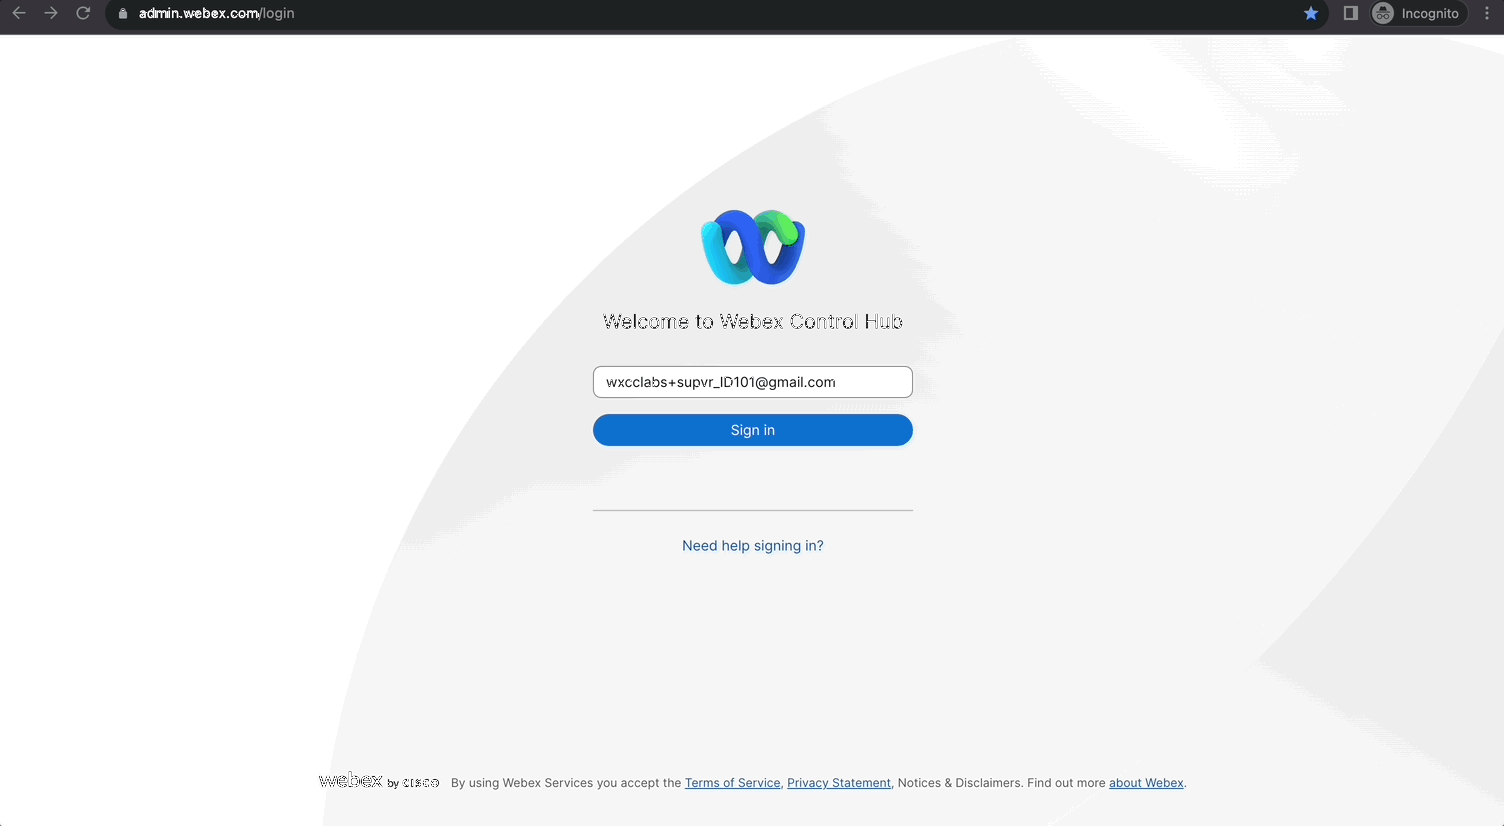 admin.webex.com/login
Incognito
Welcome to Webex Control Hub
wxcclabs+supvr_ID101@gmail.com
Sign in
Need help signing in?
webex by CISCO By using Webex Services you accept the Terms of Service, Privacy Statement, Notices & Disclaimers. Find out more about Webex.